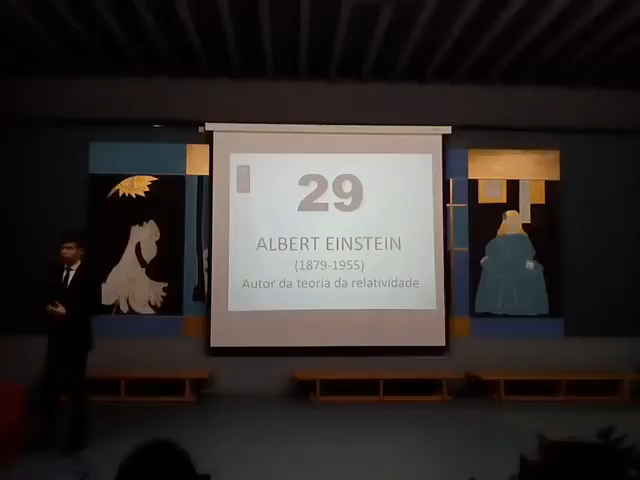 29
ALBERT EINSTEIN
(1879-1955)
Autor da teoria da relatividade